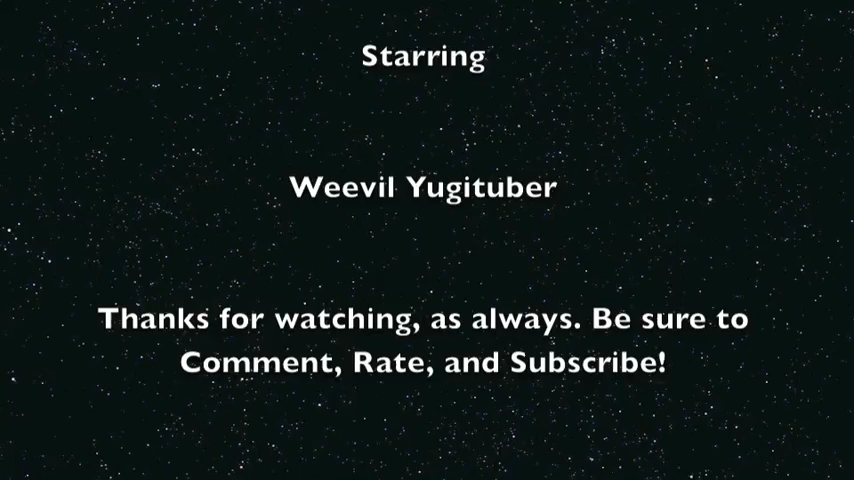 Starring
Weevil Yugituber
Thanks for watching, as always. Be sure to
Comment, Rate, and Subscribe!